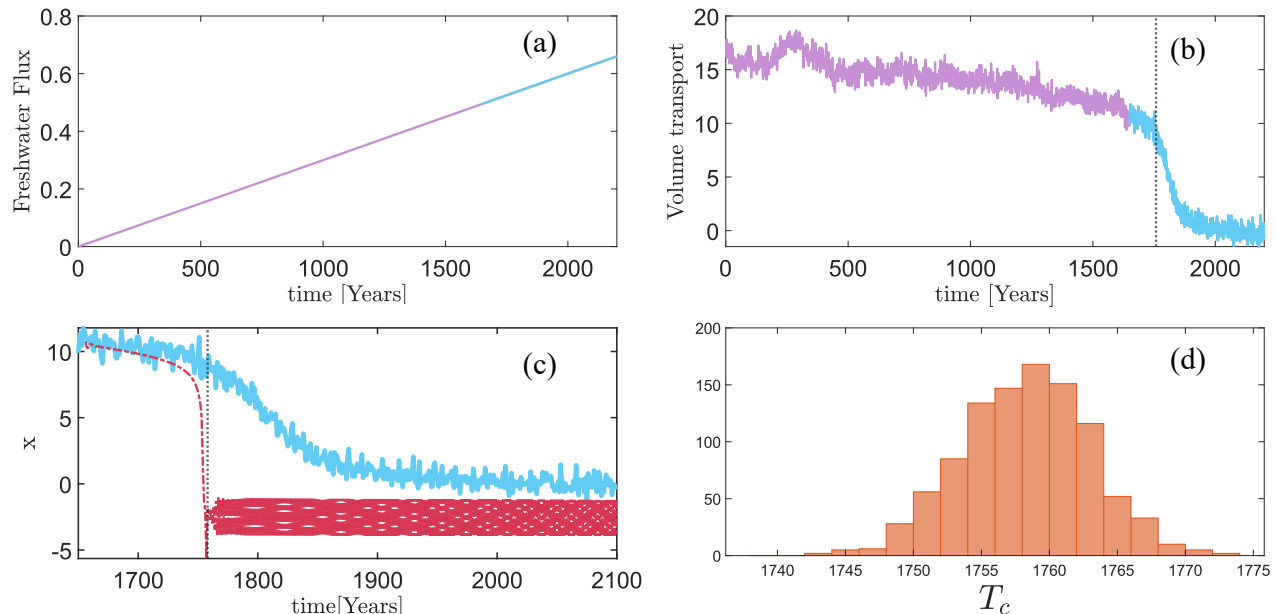 Freshwater Flux
0.8
0.6
0.4
0.2
0
0 500 1000 1500 2000
time [Years]
(a)
Volume transport
20
15
10
5
0
0 500 1000 1500 2000
time [Years]
(b)
x
10
5
0
-5
1700 1800 1900 2000 2100
time[Years]
(c)
200
150
100
50
0
1740 1745 1750 1755 1760 1765 1770 1775
T_c
(d)